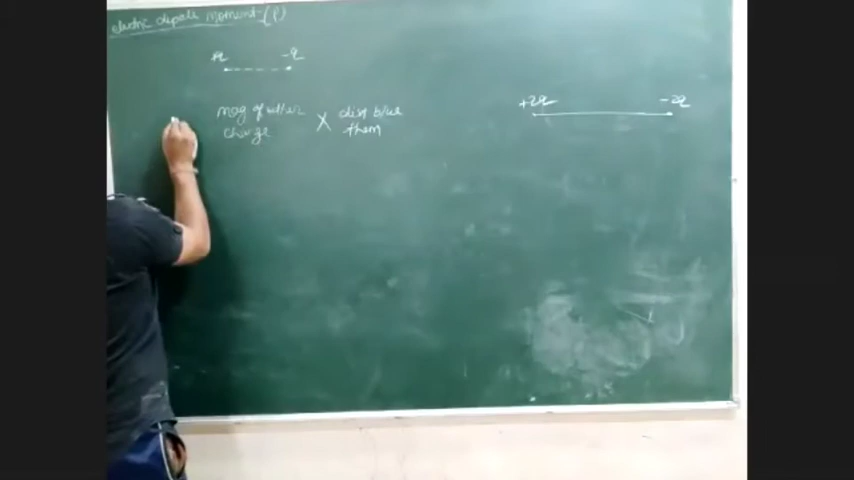 electric dipole moment-(P)
+q -q
mag of either × dist b/w
charge them
+2q -2q